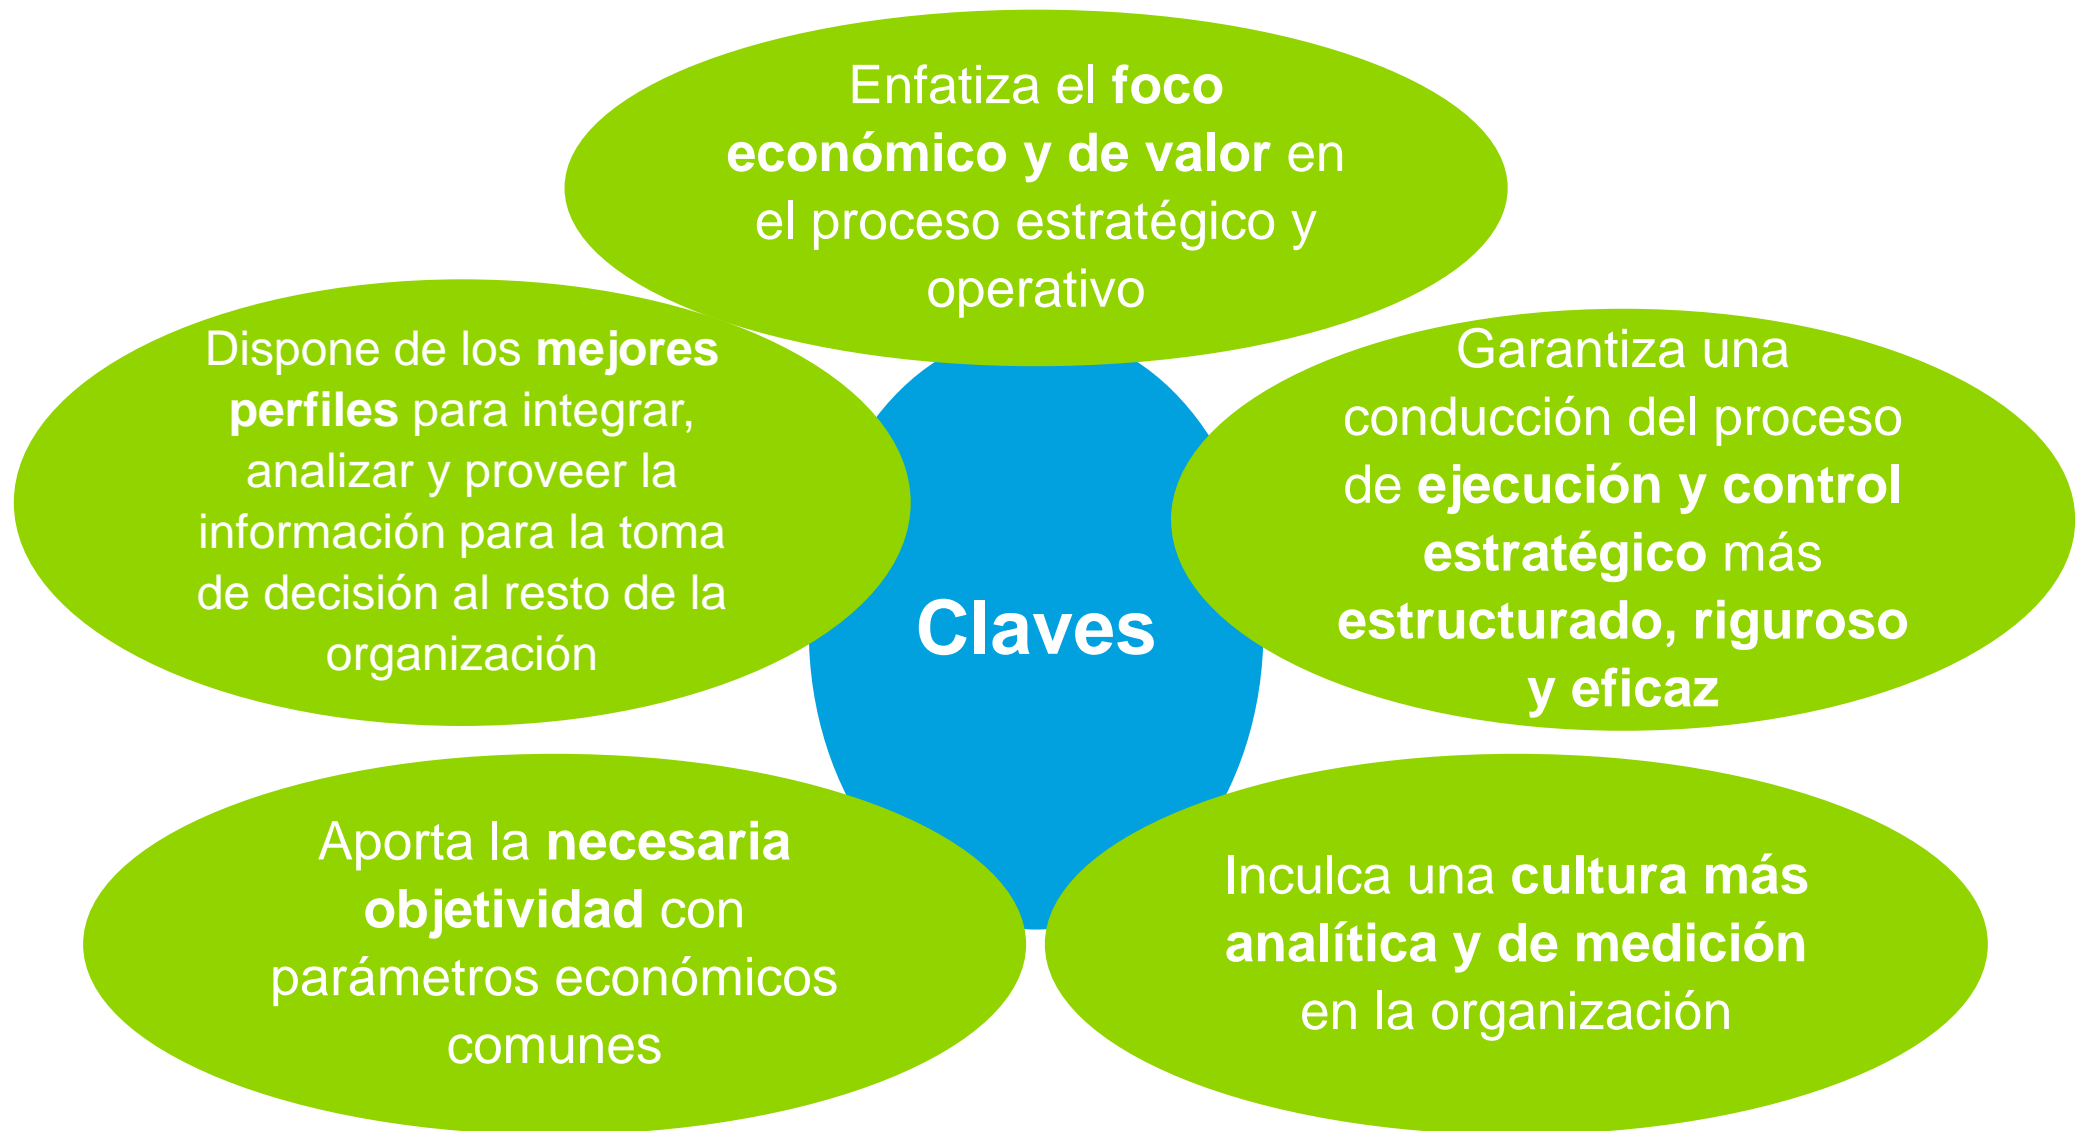 Enfatiza el foco
económico y de valor en
el proceso estratégico y
operativo
Dispone de los mejores
perfiles para integrar,
analizar y proveer la
información para la toma
de decisión al resto de la
organización
Garantiza una
conducción del proceso
de ejecución y control
estratégico más
estructurado, riguroso
y eficaz
Claves
Aporta la necesaria
objetividad con
parámetros económicos
comunes
Inculca una cultura más
analítica y de medición
en la organización